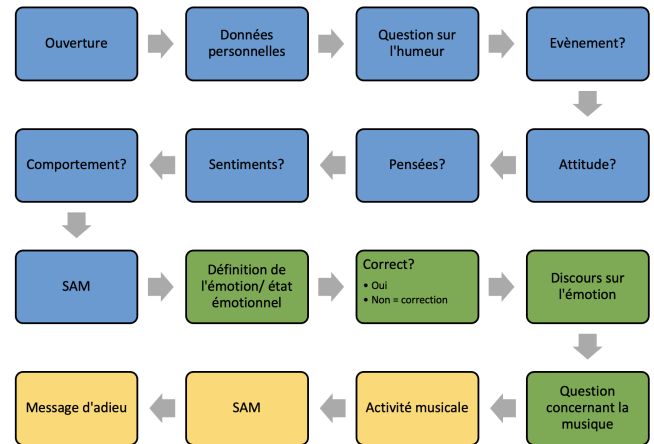 Ouverture
Données
personnelles
Question sur
l'humeur
Evènement?
Comportement?
Sentiments?
Pensées?
Attitude?
SAM
Définition de
l'émotion/ état
émotionnel
Correct?
• Oui
• Non = correction
Discours sur
l'émotion
Message d'adieu
SAM
Activité musicale
Question
concernant la
musique